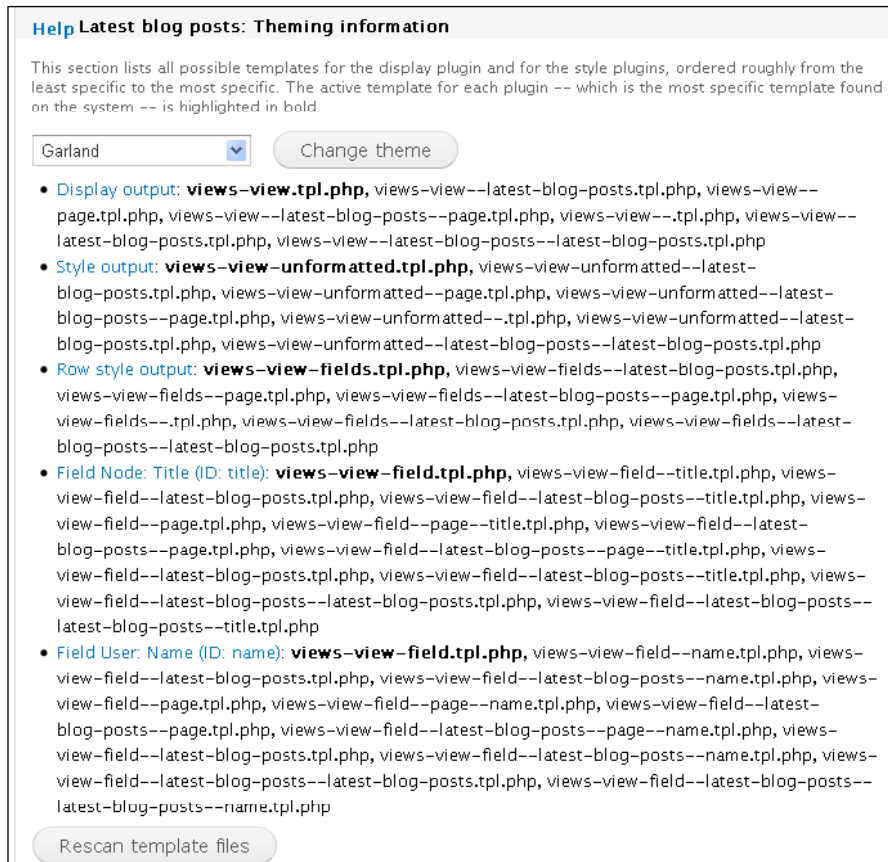 Help Latest blog posts: Theming information
This section lists all possible templates for the display plugin and for the style plugins, ordered roughly from the
least specific to the most specific. The active template for each plugin -- which is the most specific template found
on the system -- is highlighted in bold.
Garland Change theme
• Display output: views-view.tpl.php, views-view--latest-blog-posts.tpl.php, views-view--
page.tpl.php, views-view--latest-blog-posts--page.tpl.php, views-view--.tpl.php, views-view--
latest-blog-posts.tpl.php, views-view--latest-blog-posts--latest-blog-posts.tpl.php
• Style output: views-view-unformatted.tpl.php, views-view-unformatted--latest-
blog-posts.tpl.php, views-view-unformatted--page.tpl.php, views-view-unformatted--latest-
blog-posts--page.tpl.php, views-view-unformatted--.tpl.php, views-view-unformatted--latest-
blog-posts.tpl.php, views-view-unformatted--latest-blog-posts--latest-blog-posts.tpl.php
• Row style output: views-view-fields.tpl.php, views-view-fields--latest-blog-posts.tpl.php,
views-view-fields--page.tpl.php, views-view-fields--latest-blog-posts--page.tpl.php, views-
view-fields--.tpl.php, views-view-fields--latest-blog-posts.tpl.php, views-view-fields--latest-
blog-posts--latest-blog-posts.tpl.php
• Field Node: Title (ID: title): views-view-field.tpl.php, views-view-field--title.tpl.php, views-
view-field--latest-blog-posts.tpl.php, views-view-field--latest-blog-posts--title.tpl.php, views-
view-field--page.tpl.php, views-view-field--page--title.tpl.php, views-view-field--latest-
blog-posts--page.tpl.php, views-view-field--latest-blog-posts--page--title.tpl.php, views-
view-field--latest-blog-posts.tpl.php, views-view-field--latest-blog-posts--title.tpl.php, views-
view-field--latest-blog-posts--latest-blog-posts.tpl.php, views-view-field--latest-blog-posts--
latest-blog-posts--title.tpl.php
• Field User: Name (ID: name): views-view-field.tpl.php, views-view-field--name.tpl.php, views-
view-field--latest-blog-posts.tpl.php, views-view-field--latest-blog-posts--name.tpl.php, views-
view-field--page.tpl.php, views-view-field--page--name.tpl.php, views-view-field--latest-
blog-posts--page.tpl.php, views-view-field--latest-blog-posts--page--name.tpl.php, views-
view-field--latest-blog-posts.tpl.php, views-view-field--latest-blog-posts--name.tpl.php, views-
view-field--latest-blog-posts--latest-blog-posts.tpl.php, views-view-field--latest-blog-posts--
latest-blog-posts--name.tpl.php
Rescan template files